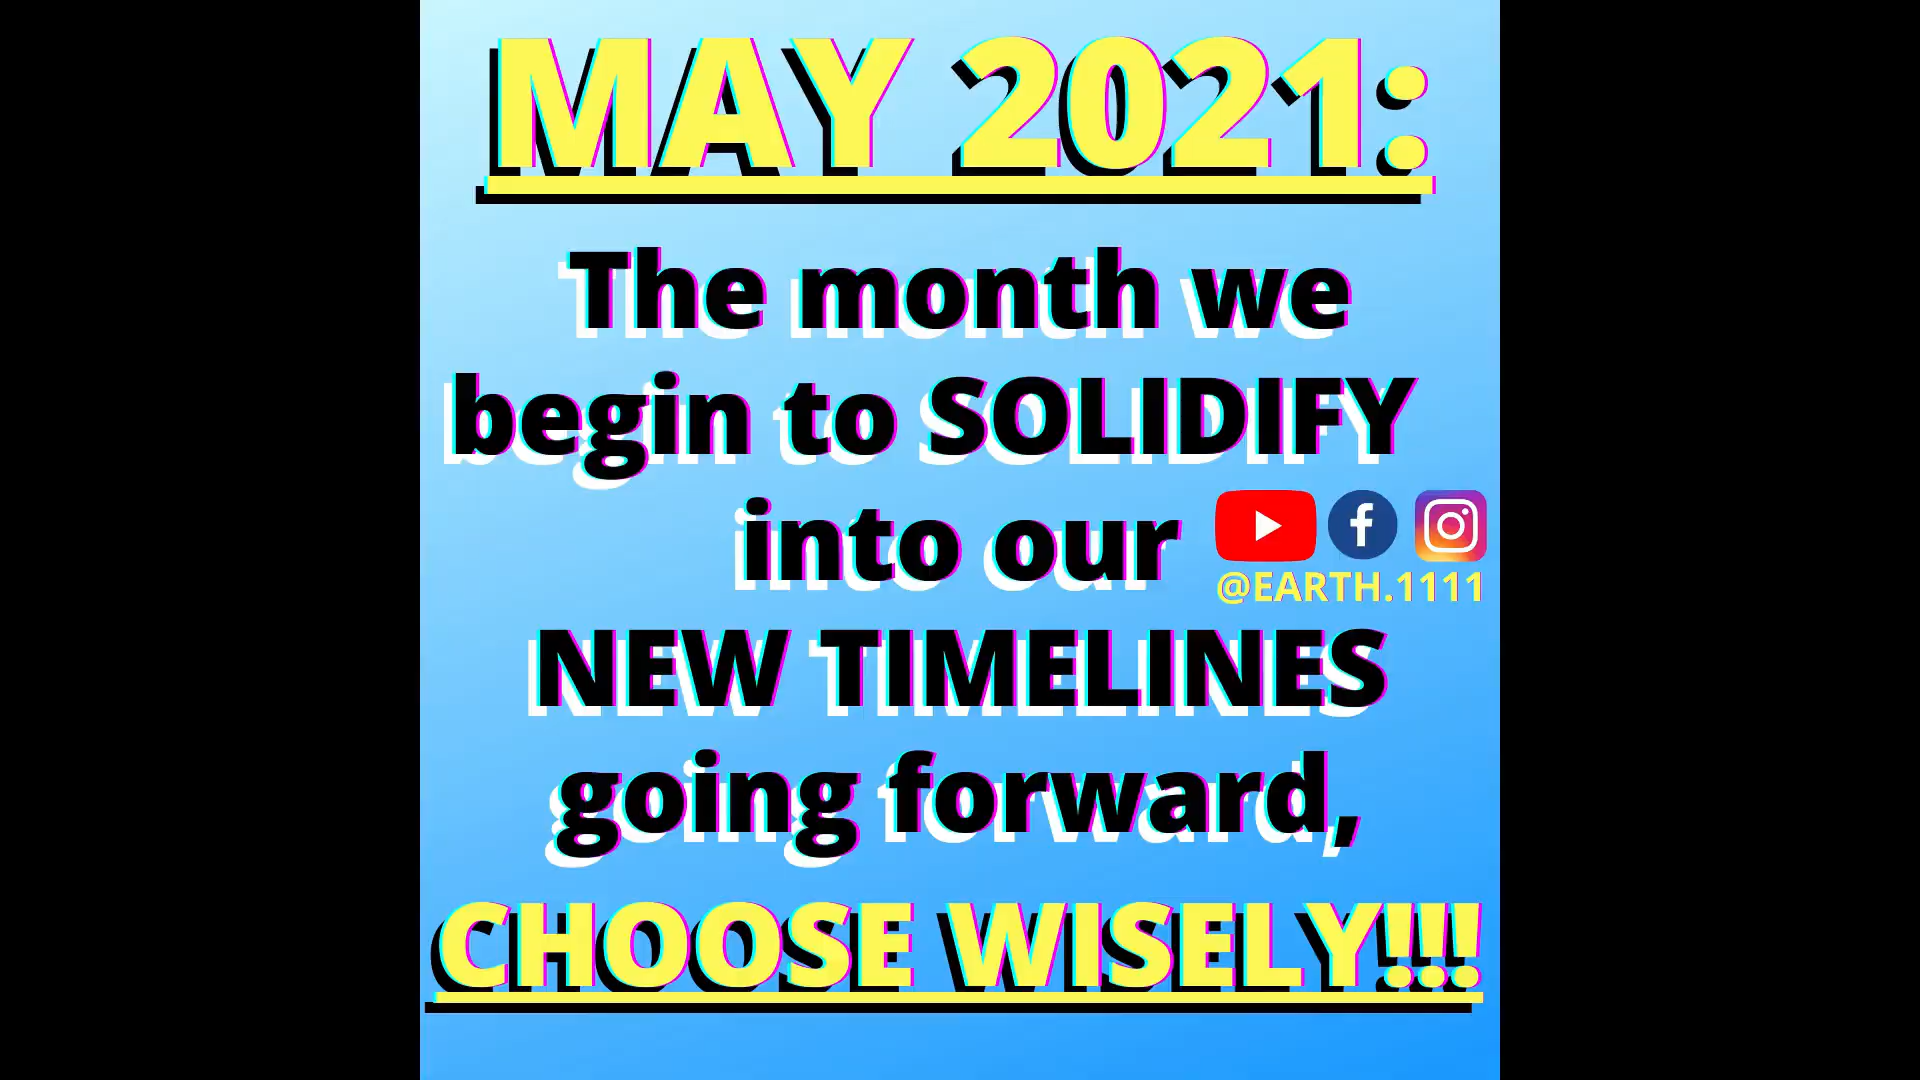 MAY 2021:
The month we
begin to SOLIDIFY
into our
@EARTH.1111
NEW TIMELINES
going forward,
CHOOSE WISELY!!!